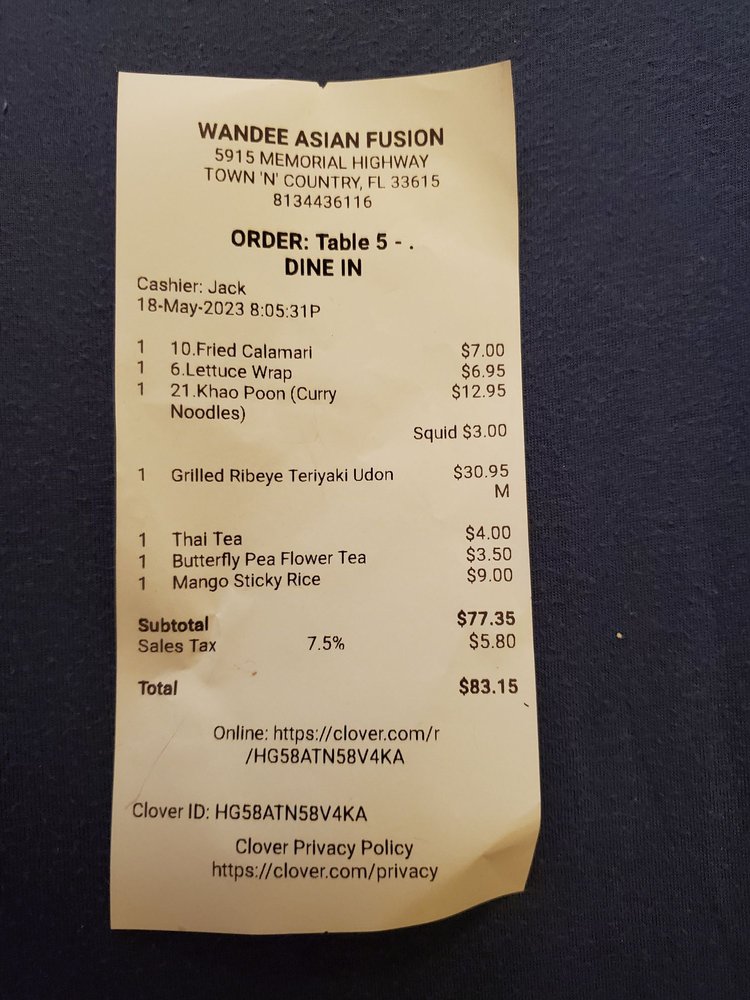 WANDEE ASIAN FUSION
5915 MEMORIAL HIGHWAY
TOWN 'N' COUNTRY, FL 33615
8134436116
ORDER: Table 5 - .
DINE IN
Cashier: Jack
18-May-2023 8:05:31P
1 10.Fried Calamari $7.00
1 6.Lettuce Wrap $6.95
1 21.Khao Poon (Curry $12.95
Noodles)
Squid $3.00
1 Grilled Ribeye Teriyaki Udon $30.95
M
1 Thai Tea $4.00
1 Butterfly Pea Flower Tea $3.50
1 Mango Sticky Rice $9.00
Subtotal $77.35
Sales Tax 7.5% $5.80
Total $83.15
Online: https://clover.com/r
/HG58ATN58V4KA
Clover ID: HG58ATN58V4KA
Clover Privacy Policy
https://clover.com/privacy